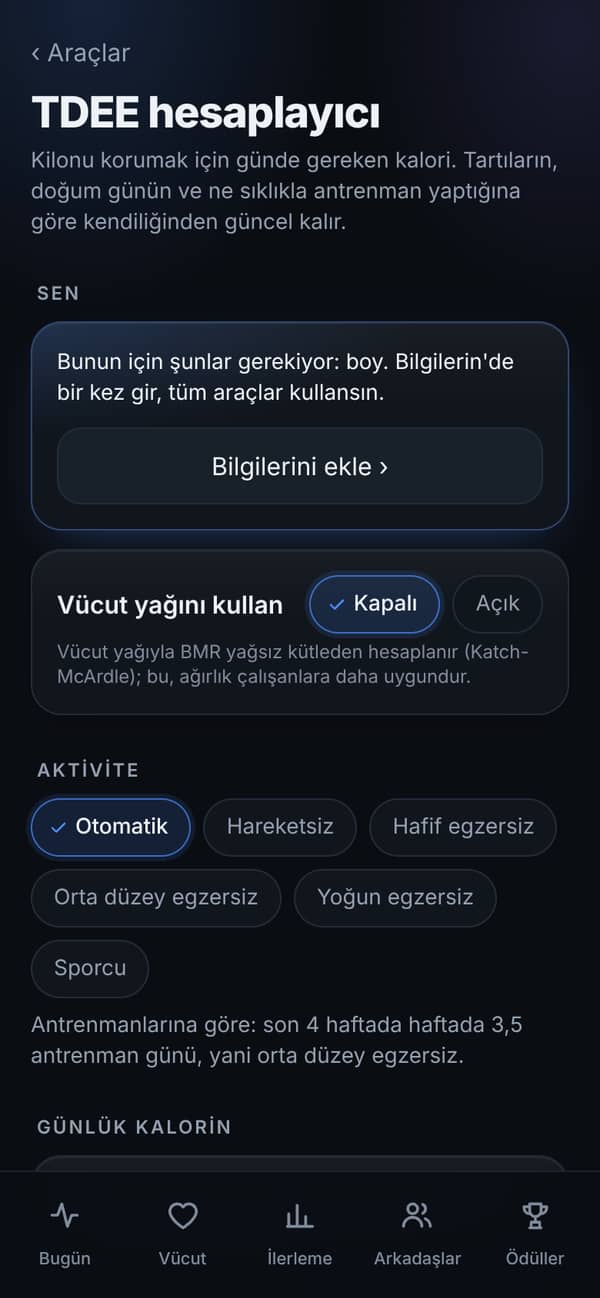 ‹ Araçlar
TDEE hesaplayıcı
Kilonu korumak için günde gereken kalori. Tartıların,
doğum günün ve ne sıklıkla antrenman yaptığına
göre kendiliğinden güncel kalır.
SEN
Bunun için şunlar gerekiyor: boy. Bilgilerin'de
bir kez gir, tüm araçlar kullansın.
Bilgilerini ekle ›
Vücut yağını kullan
Kapalı
Açık
Vücut yağıyla BMR yağsız kütleden hesaplanır (Katch-
McArdle); bu, ağırlık çalışanlara daha uygundur.
AKTİVİTE
Otomatik
Hareketsiz
Hafif egzersiz
Orta düzey egzersiz
Yoğun egzersiz
Sporcu
Antrenmanlarına göre: son 4 haftada haftada 3,5
antrenman günü, yani orta düzey egzersiz.
GÜNLÜK KALORİN
Bugün
Vücut
İlerleme
Arkadaşlar
Ödüller